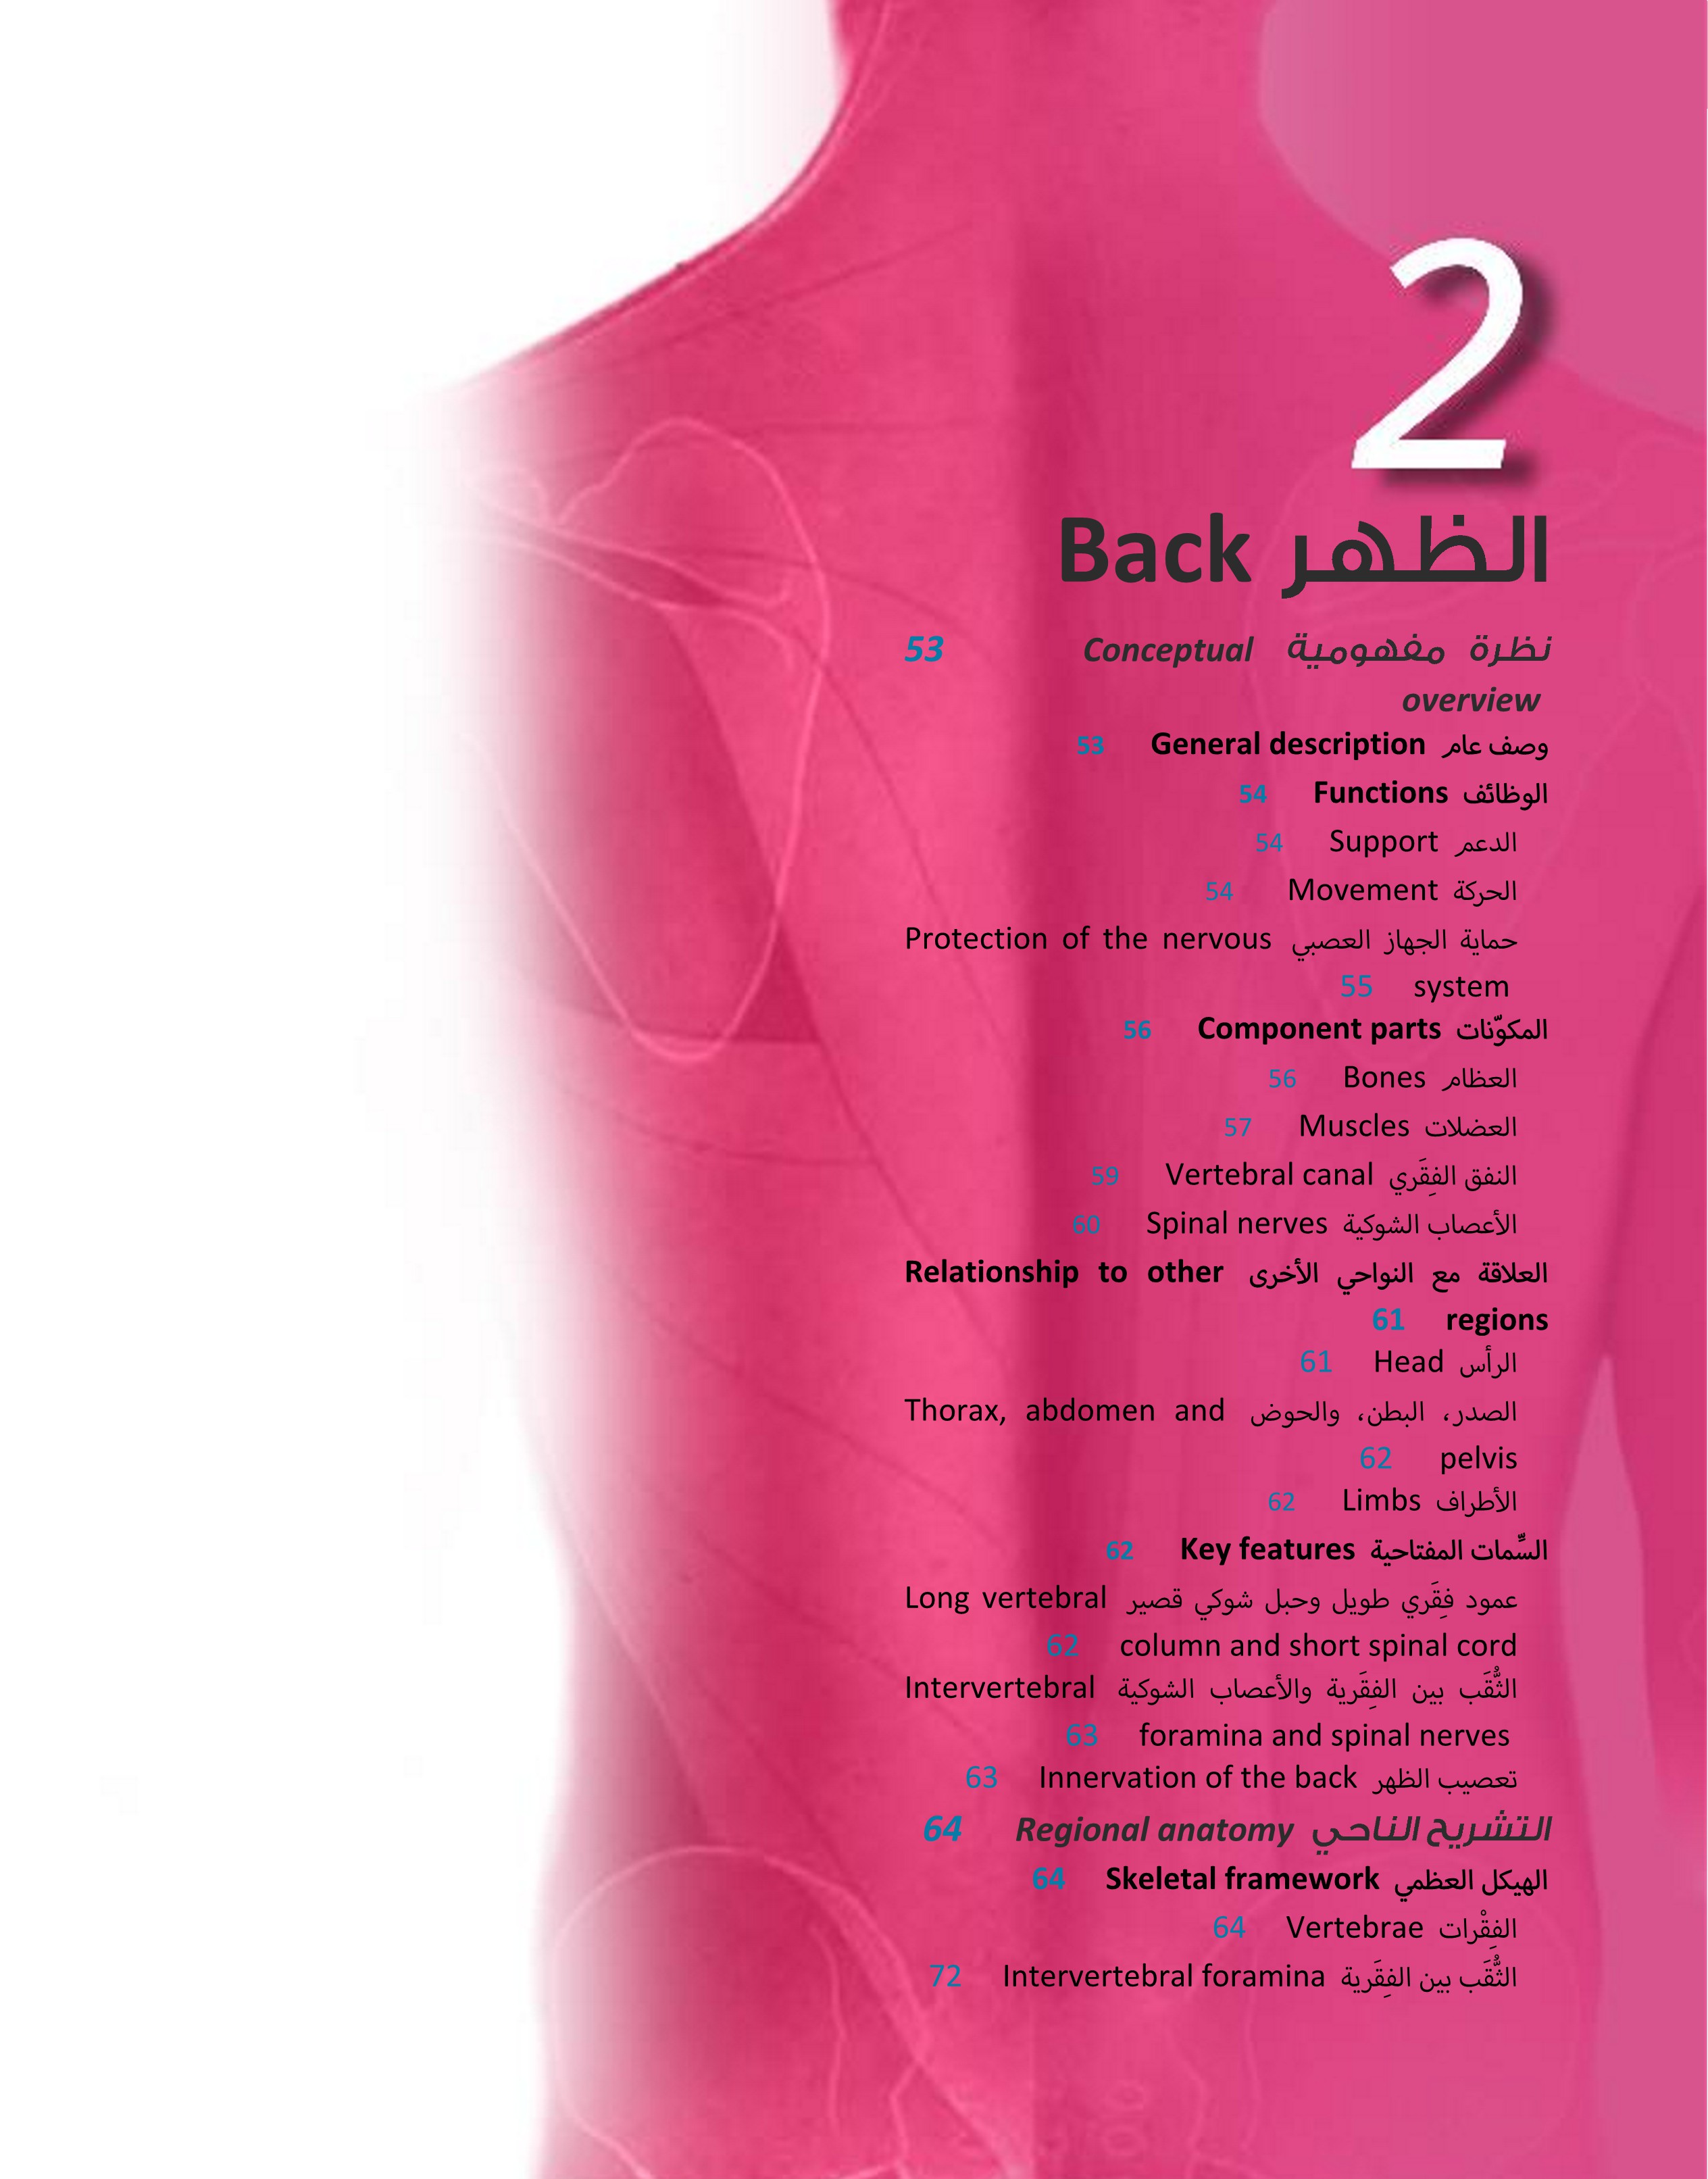 2
الظهر Back
نظرة مفهومية Conceptual 53
overview
وصف عام General description 53
الوظائف Functions 54
الدعم Support 54
الحركة Movement 54
حماية الجهاز العصبي Protection of the nervous
system 55
المكوّنات Component parts 56
العظام Bones 56
العضلات Muscles 57
النفق الفِقَري Vertebral canal 59
الأعصاب الشوكية Spinal nerves 60
العلاقة مع النواحي الأخرى Relationship to other
regions 61
الرأس Head 61
الصدر، البطن، والحوض Thorax, abdomen and
pelvis 62
الأطراف Limbs 62
السِّمات المفتاحية Key features 62
عمود فِقَري طويل وحبل شوكي قصير Long vertebral
column and short spinal cord 62
الثُّقَب بين الفِقَرية والأعصاب الشوكية Intervertebral
foramina and spinal nerves 63
تعصيب الظهر Innervation of the back 63
التشريح الناحي Regional anatomy 64
الهيكل العظمي Skeletal framework 64
الفِقْرات Vertebrae 64
الثُّقَب بين الفِقَرية Intervertebral foramina 72